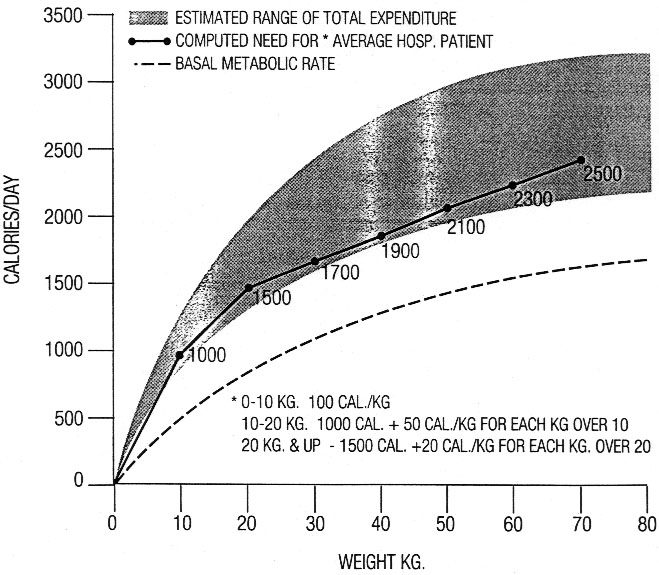 3500
3000
2500
2000
1500
1000
500
0
CALORIES/DAY
ESTIMATED RANGE OF TOTAL EXPENDITURE
COMPUTED NEED FOR * AVERAGE HOSP. PATIENT
BASAL METABOLIC RATE
1000
1500
1700
1900
2100
2300
2500
* 0-10 KG. 100 CAL./KG
10-20 KG. 1000 CAL. + 50 CAL./KG FOR EACH KG OVER 10
20 KG. & UP - 1500 CAL. +20 CAL./KG FOR EACH KG. OVER 20
0 10 20 30 40 50 60 70 80
WEIGHT KG.